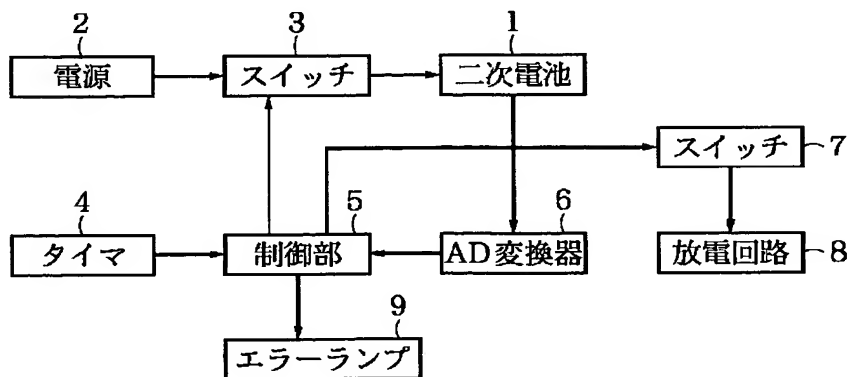 2
3
1
電源
スイッチ
二次電池
スイッチ
7
4
5
6
タイマ
制御部
AD変換器
放電回路
8
9
エラーランプ